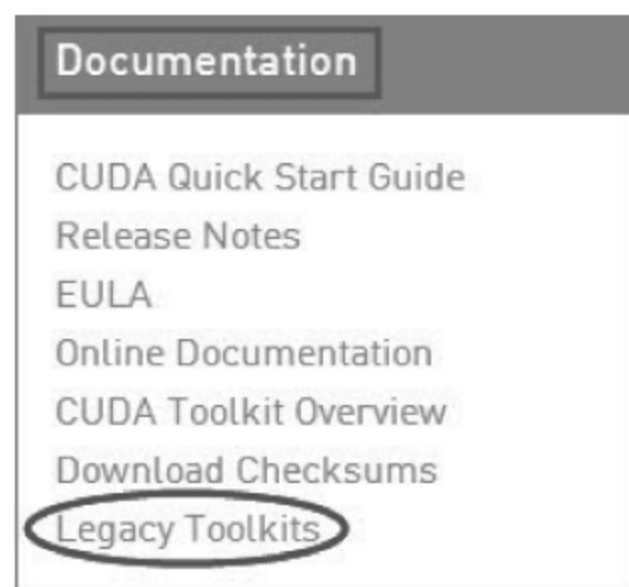 Documentation
CUDA Quick Start Guide
Release Notes
EULA
Online Documentation
CUDA Toolkit Overview
Download Checksums
Legacy Toolkits